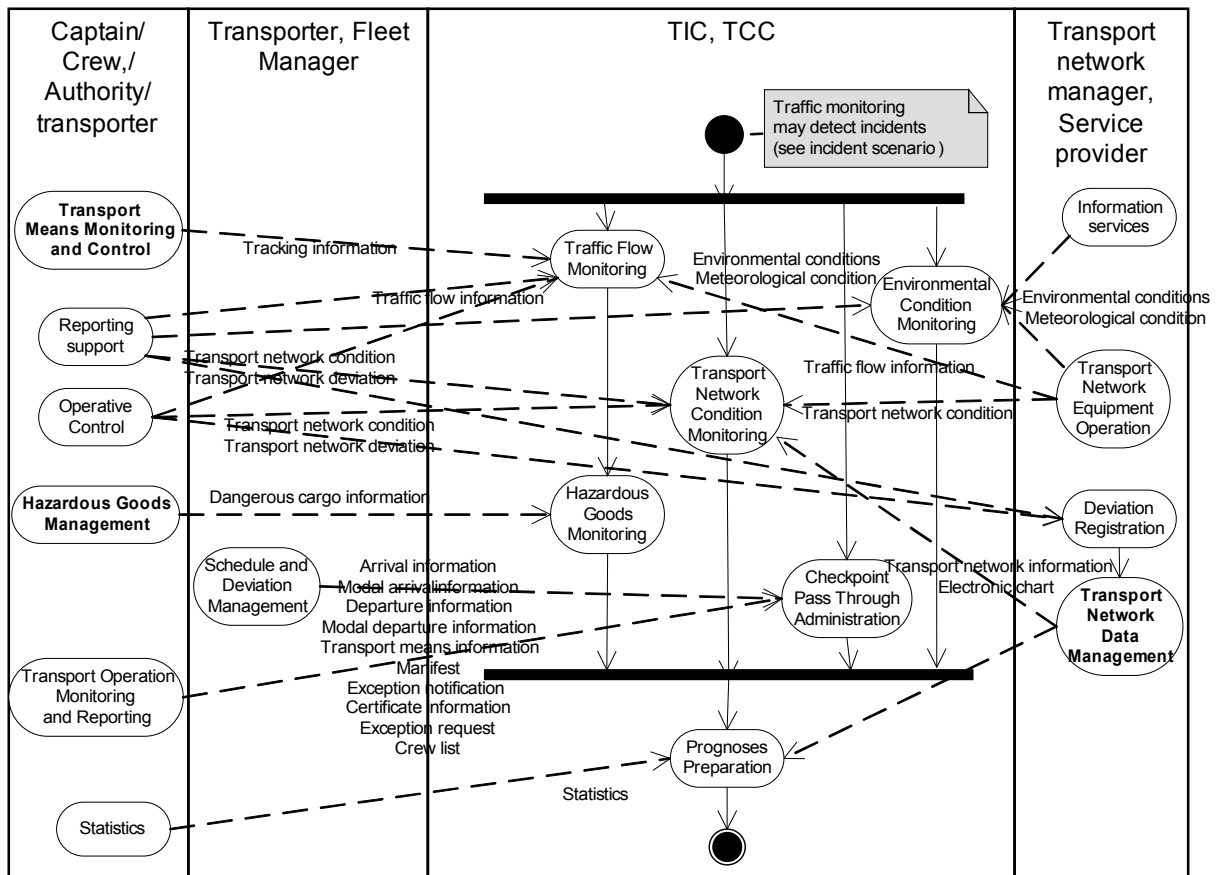 Captain/
Crew,/
Authority/
transporter
Transporter, Fleet
Manager
TIC, TCC
Transport
network
manager,
Service
provider
Traffic monitoring
may detect incidents
(see incident scenario )
Transport
Means Monitoring
and Control
Tracking information
Traffic Flow
Monitoring
Environmental conditions
Meteorological condition
Environmental
Condition
Monitoring
Information
services
Environmental conditions
Meteorological condition
Reporting
support
Traffic flow information
Transport network condition
Transport network deviation
Transport
Network
Condition
Monitoring
Traffic flow information
Transport network condition
Transport
Network
Equipment
Operation
Operative
Control
Transport network condition
Transport network deviation
Hazardous Goods
Management
Dangerous cargo information
Hazardous
Goods
Monitoring
Deviation
Registration
Schedule and
Deviation
Management
Arrival information
Modal arrivalinformation
Departure information
Modal departure information
Transport means information
Manifest
Exception notification
Certificate information
Exception request
Crew list
Checkpoint
Pass Through
Administration
Transport network information
Electronic chart
Transport
Network
Data
Management
Transport Operation
Monitoring
and Reporting
Prognoses
Preparation
Statistics
Statistics